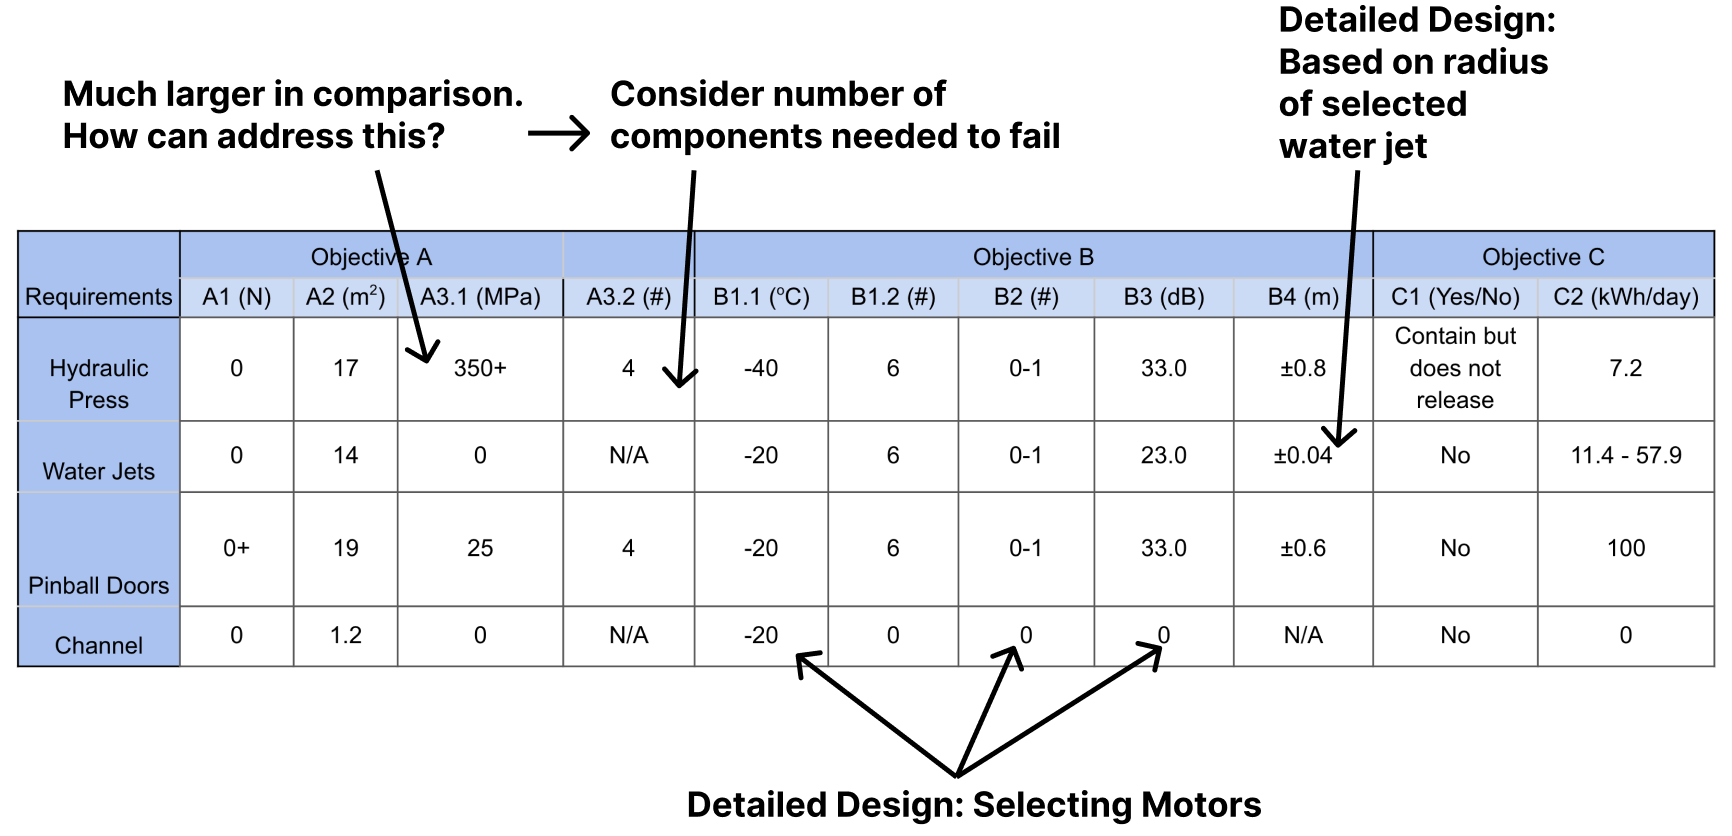 Detailed Design:
Based on radius
of selected
water jet
Much larger in comparison.
How can address this?
Consider number of
components needed to fail
Requirements
Objective A
Objective B
Objective C
A1 (N) A2 (m²) A3.1 (MPa) A3.2 (#) B1.1 (°C) B1.2 (#) B2 (#) B3 (dB) B4 (m) C1 (Yes/No) C2 (kWh/day)
Hydraulic
Press
0 17 350+ 4 -40 6 0-1 33.0 ±0.8
Contain but
does not
release
7.2
Water Jets 0 14 0 N/A -20 6 0-1 23.0 ±0.04 No 11.4 - 57.9
Pinball Doors 0+ 19 25 4 -20 6 0-1 33.0 ±0.6 No 100
Channel 0 1.2 0 N/A -20 0 0 0 N/A No 0
Detailed Design: Selecting Motors